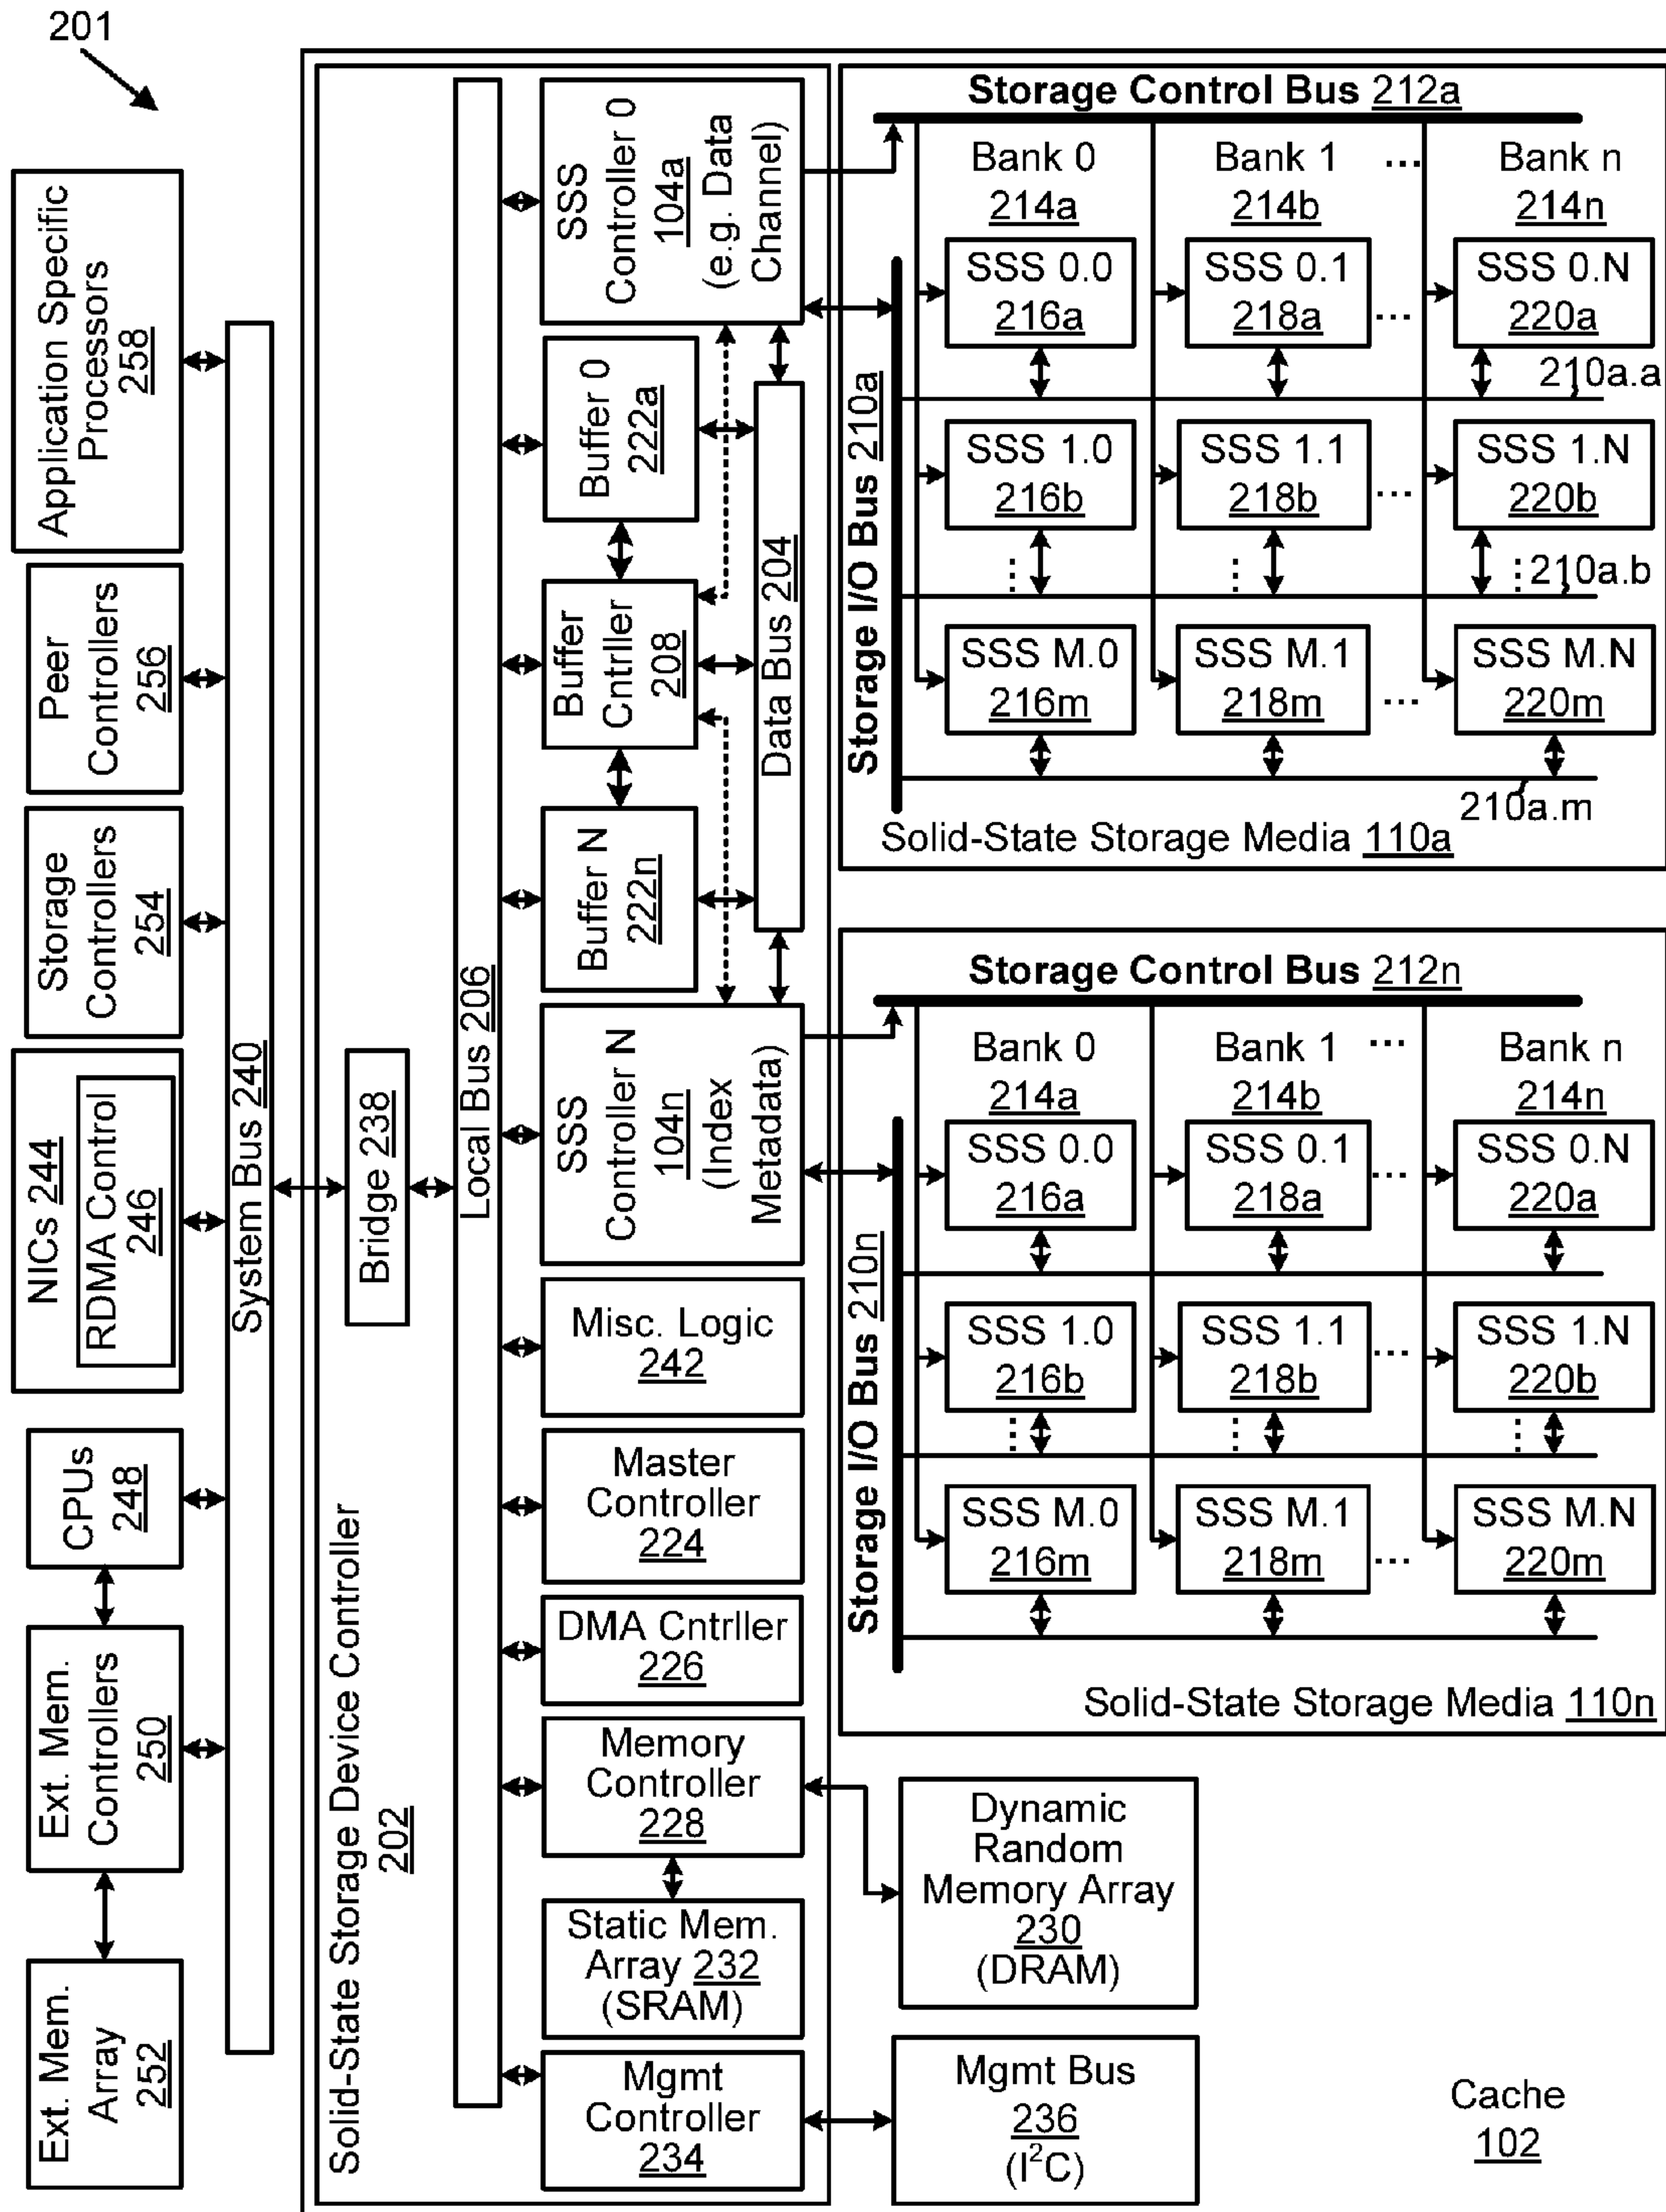 201
Application Specific
Processors
258
Peer
Controllers
256
Storage
Controllers
254
NICs 244
RDMA Control
246
CPUs
248
Ext. Mem.
Controllers
250
Ext. Mem.
Array
252
System Bus 240
Solid-State Storage Device Controller
202
Bridge 238
Local Bus 206
SSS
Controller 0
104a
(e.g. Data
Channel)
Buffer 0
222a
Buffer
Cntrller
208
Buffer N
222n
Data Bus 204
SSS
Controller N
104n
(Index
Metadata)
Misc. Logic
242
Master
Controller
224
DMA Cntrller
226
Memory
Controller
228
Static Mem.
Array 232
(SRAM)
Mgmt
Controller
234
Storage Control Bus 212a
Bank 0
214a
Bank 1
214b
...
Bank n
214n
Storage I/O Bus 210a
SSS 0.0
216a
SSS 0.1
218a
...
SSS 0.N
220a
210a.a
SSS 1.0
216b
SSS 1.1
218b
...
SSS 1.N
220b
...
...
...
210a.b
SSS M.0
216m
SSS M.1
218m
...
SSS M.N
220m
210a.m
Solid-State Storage Media 110a
Storage Control Bus 212n
Bank 0
214a
Bank 1
214b
...
Bank n
214n
Storage I/O Bus 210n
SSS 0.0
216a
SSS 0.1
218a
...
SSS 0.N
220a
SSS 1.0
216b
SSS 1.1
218b
...
SSS 1.N
220b
...
...
...
SSS M.0
216m
SSS M.1
218m
...
SSS M.N
220m
Solid-State Storage Media 110n
Dynamic
Random
Memory Array
230
(DRAM)
Mgmt Bus
236
(I²C)
Cache
102